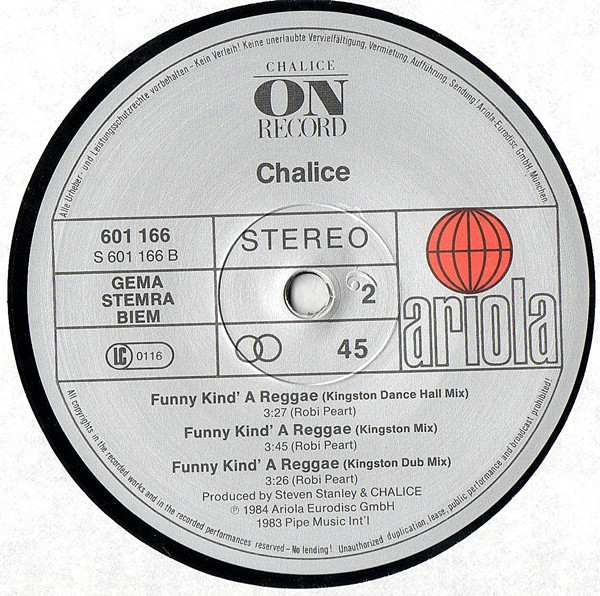 Alle Urheber- und Leistungsschutzrechte vorbehalten - Kein Verleih! Keine unerlaubte Vervielfältigung, Vermietung, Aufführung, Sendung! Ariola-Eurodisc GmbH, München.
CHALICE
ON
RECORD
Chalice
601 166
S 601 166 B
STEREO
GEMA
STEMRA
BIEM
2
LC 0116
45
ariola
Funny Kind' A Reggae (Kingston Dance Hall Mix)
3:27 (Robi Peart)
Funny Kind' A Reggae (Kingston Mix)
3:45 (Robi Peart)
Funny Kind' A Reggae (Kingston Dub Mix)
3:26 (Robi Peart)
Produced by Steven Stanley & CHALICE
℗ 1984 Ariola Eurodisc GmbH
1983 Pipe Music Int'l
All copyrights in the recorded works and in the recorded performances reserved - No lending! Unauthorized duplication, lease, public performance and broadcast prohibited!